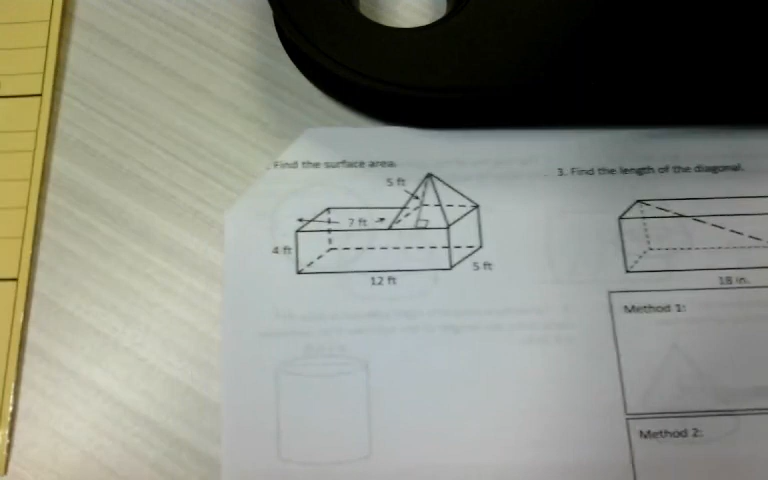 . Find the surface area.
5 ft
7 ft
4 ft
12 ft
5 ft
3. Find the length of the diagonal.
18 in.
Method 1:
Method 2: